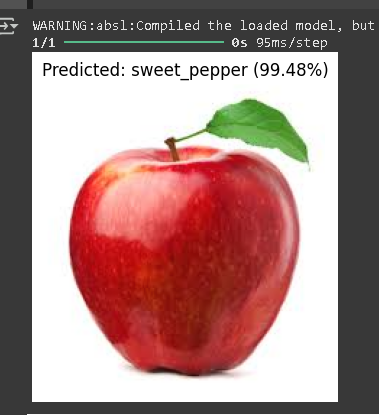 WARNING:absl:Compiled the loaded model, but
1/1 0s 95ms/step
Predicted: sweet_pepper (99.48%)